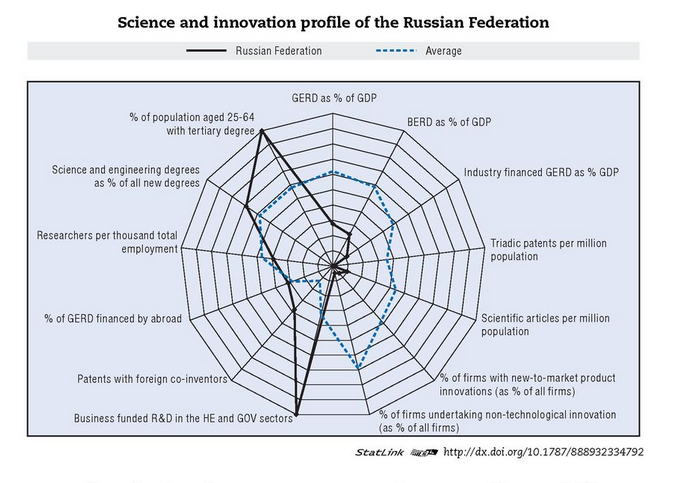 Science and innovation profile of the Russian Federation
Russian Federation
Average
GERD as % of GDP
% of population aged 25-64
with tertiary degree
BERD as % of GDP
Science and engineering degrees
as % of all new degrees
Industry financed GERD as % GDP
Researchers per thousand total
employment
Triadic patents per million
population
% of GERD financed by abroad
Scientific articles per million
population
Patents with foreign co-inventors
% of firms with new-to-market product
innovations (as % of all firms)
Business funded R&D in the HE and GOV sectors
% of firms undertaking non-technological innovation
(as % of all firms)
StatLink http://dx.doi.org/10.1787/888932334792